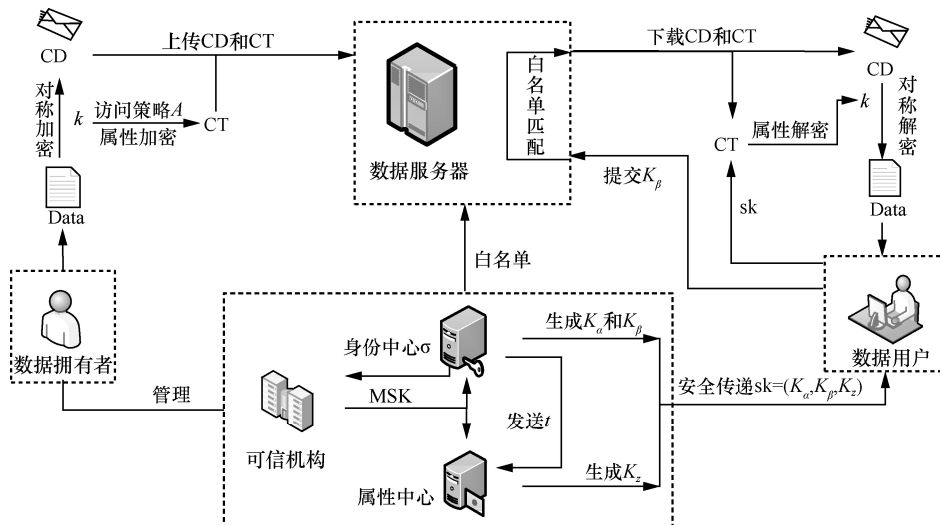 上传CD和CT
下载CD和CT
CD
CD
对称加密
k
访问策略A
属性加密
CT
数据服务器
白名单匹配
CT
属性解密
k
对称解密
提交Kβ
Data
sk
Data
白名单
数据拥有者
数据用户
管理
身份中心σ
生成Kα和Kβ
MSK
发送t
安全传递sk=(Kα,Kβ,Kz)
可信机构
属性中心
生成Kz